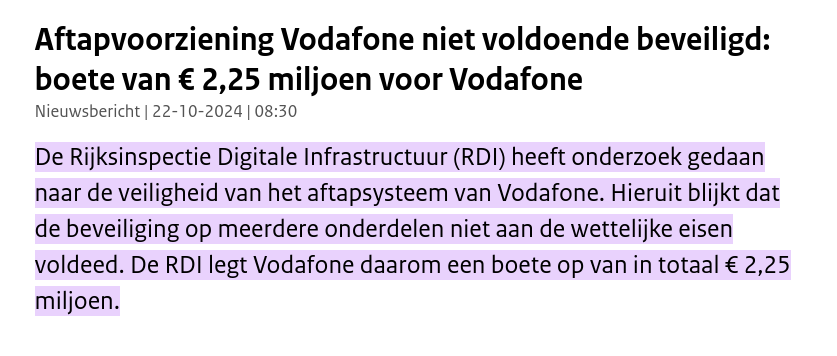 Aftapvoorziening Vodafone niet voldoende beveiligd:
boete van € 2,25 miljoen voor Vodafone
Nieuwsbericht | 22-10-2024 | 08:30
De Rijksinspectie Digitale Infrastructuur (RDI) heeft onderzoek gedaan
naar de veiligheid van het aftapsysteem van Vodafone. Hieruit blijkt dat
de beveiliging op meerdere onderdelen niet aan de wettelijke eisen
voldeed. De RDI legt Vodafone daarom een boete op van in totaal € 2,25
miljoen.